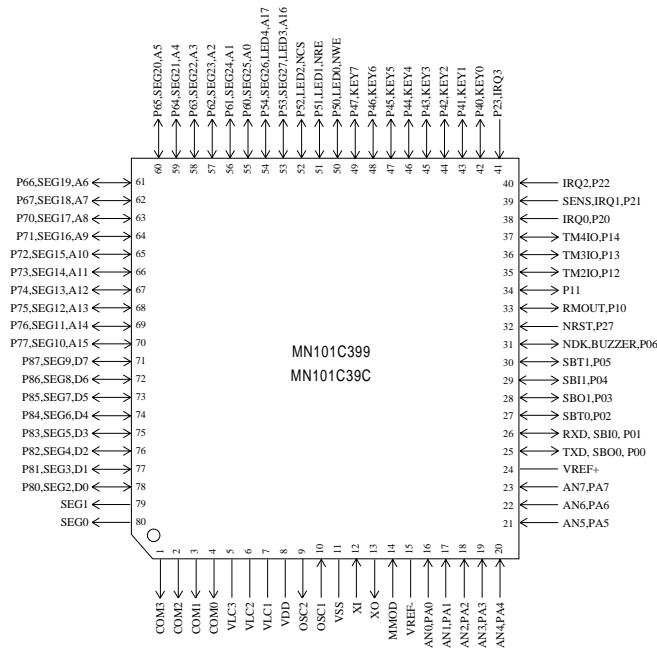 P65,SEG20,A5
P64,SEG21,A4
P63,SEG22,A3
P62,SEG23,A2
P61,SEG24,A1
P60,SEG25,A0
P54,SEG26,LED4,A17
P53,SEG27,LED3,A16
P52,LED2,NCS
P51,LED1,NRE
P50,LED0,NWE
P47,KEY7
P46,KEY6
P45,KEY5
P44,KEY4
P43,KEY3
P42,KEY2
P41,KEY1
P40,KEY0
P23,IRQ3
60 59 58 57 56 55 54 53 52 51 50 49 48 47 46 45 44 43 42 41
P66,SEG19,A6 61
P67,SEG18,A7 62
P70,SEG17,A8 63
P71,SEG16,A9 64
P72,SEG15,A10 65
P73,SEG14,A11 66
P74,SEG13,A12 67
P75,SEG12,A13 68
P76,SEG11,A14 69
P77,SEG10,A15 70
P87,SEG9,D7 71
P86,SEG8,D6 72
P85,SEG7,D5 73
P84,SEG6,D4 74
P83,SEG5,D3 75
P82,SEG4,D2 76
P81,SEG3,D1 77
P80,SEG2,D0 78
SEG1 79
SEG0 80
MN101C399
MN101C39C
40 IRQ2,P22
39 SENS,IRQ1,P21
38 IRQ0,P20
37 TM4IO,P14
36 TM3IO,P13
35 TM2IO,P12
34 P11
33 RMOUT,P10
32 NRST,P27
31 NDK,BUZZER,P06
30 SBT1,P05
29 SBI1,P04
28 SBO1,P03
27 SBT0,P02
26 RXD, SBI0, P01
25 TXD, SBO0, P00
24 VREF+
23 AN7,PA7
22 AN6,PA6
21 AN5,PA5
1 2 3 4 5 6 7 8 9 10 11 12 13 14 15 16 17 18 19 20
COM3
COM2
COM1
COM0
VLC3
VLC2
VLC1
VDD
OSC2
OSC1
VSS
XI
XO
MMOD
VREF-
AN0,PA0
AN1,PA1
AN2,PA2
AN3,PA3
AN4,PA4